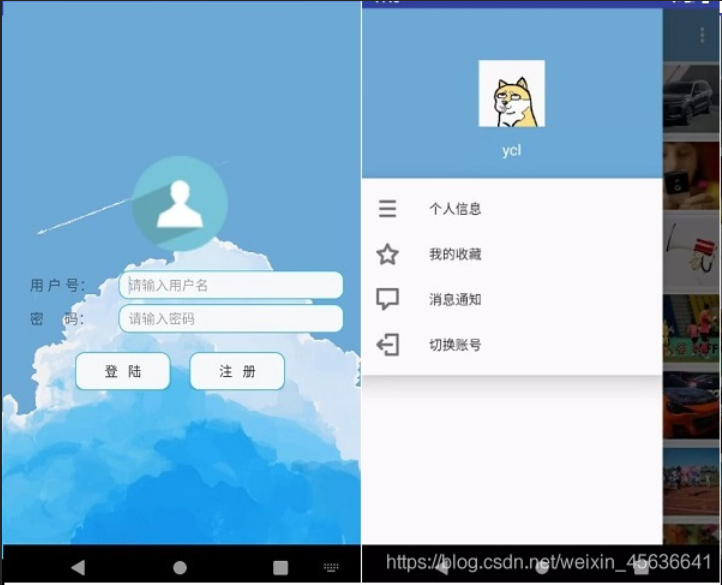 用 户 号：
请输入用户名
密 码：
请输入密码
登 陆
注 册
ycl
个人信息
我的收藏
消息通知
切换账号
https://blog.csdn.net/weixin_45636641